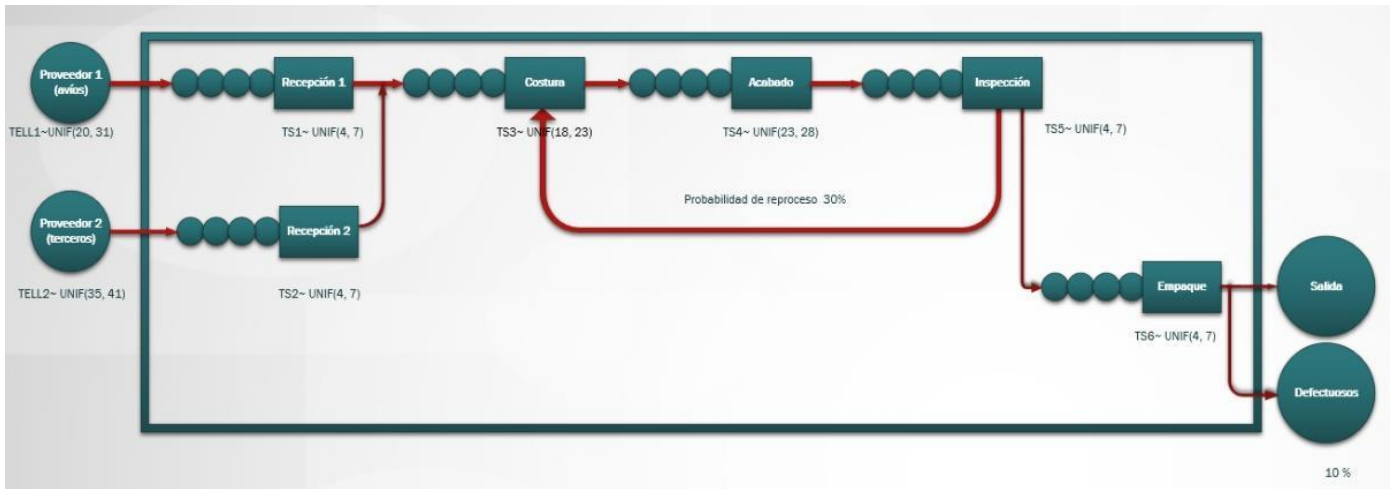 Proveedor 1
(avíos)
TELL1~UNIF(20, 31)
Recepción 1
TS1~ UNIF(4, 7)
Costura
TS3~ UNIF(18, 23)
Acabado
TS4~ UNIF(23, 28)
Inspección
TS5~ UNIF(4, 7)
Probabilidad de reproceso 30%
Proveedor 2
(terceros)
TELL2~ UNIF(35, 41)
Recepción 2
TS2~ UNIF(4, 7)
Empaque
TS6~ UNIF(4, 7)
Salida
Defectuosos
10 %